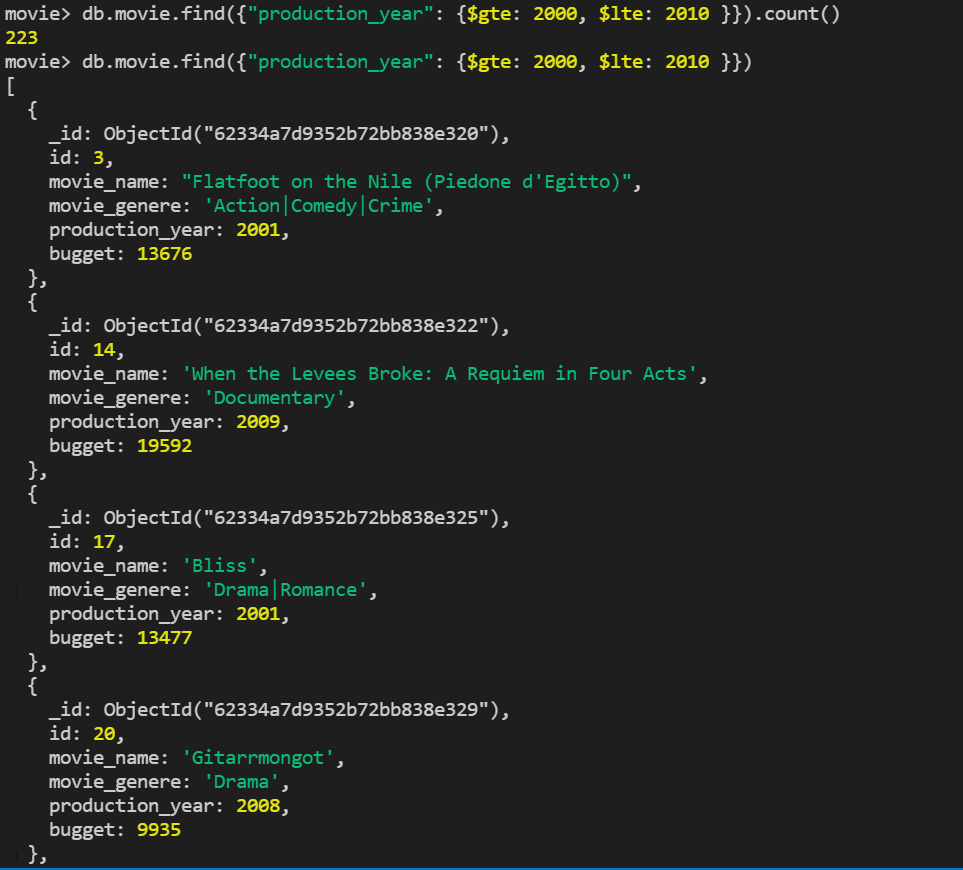 movie> db.movie.find({"production_year": {$gte: 2000, $lte: 2010 }}).count()
223
movie> db.movie.find({"production_year": {$gte: 2000, $lte: 2010 }})
[
  {
    _id: ObjectId("62334a7d9352b72bb838e320"),
    id: 3,
    movie_name: "Flatfoot on the Nile (Piedone d'Egitto)",
    movie_genere: 'Action|Comedy|Crime',
    production_year: 2001,
    bugget: 13676
  },
  {
    _id: ObjectId("62334a7d9352b72bb838e322"),
    id: 14,
    movie_name: 'When the Levees Broke: A Requiem in Four Acts',
    movie_genere: 'Documentary',
    production_year: 2009,
    bugget: 19592
  },
  {
    _id: ObjectId("62334a7d9352b72bb838e325"),
    id: 17,
    movie_name: 'Bliss',
    movie_genere: 'Drama|Romance',
    production_year: 2001,
    bugget: 13477
  },
  {
    _id: ObjectId("62334a7d9352b72bb838e329"),
    id: 20,
    movie_name: 'Gitarrmongot',
    movie_genere: 'Drama',
    production_year: 2008,
    bugget: 9935
  },